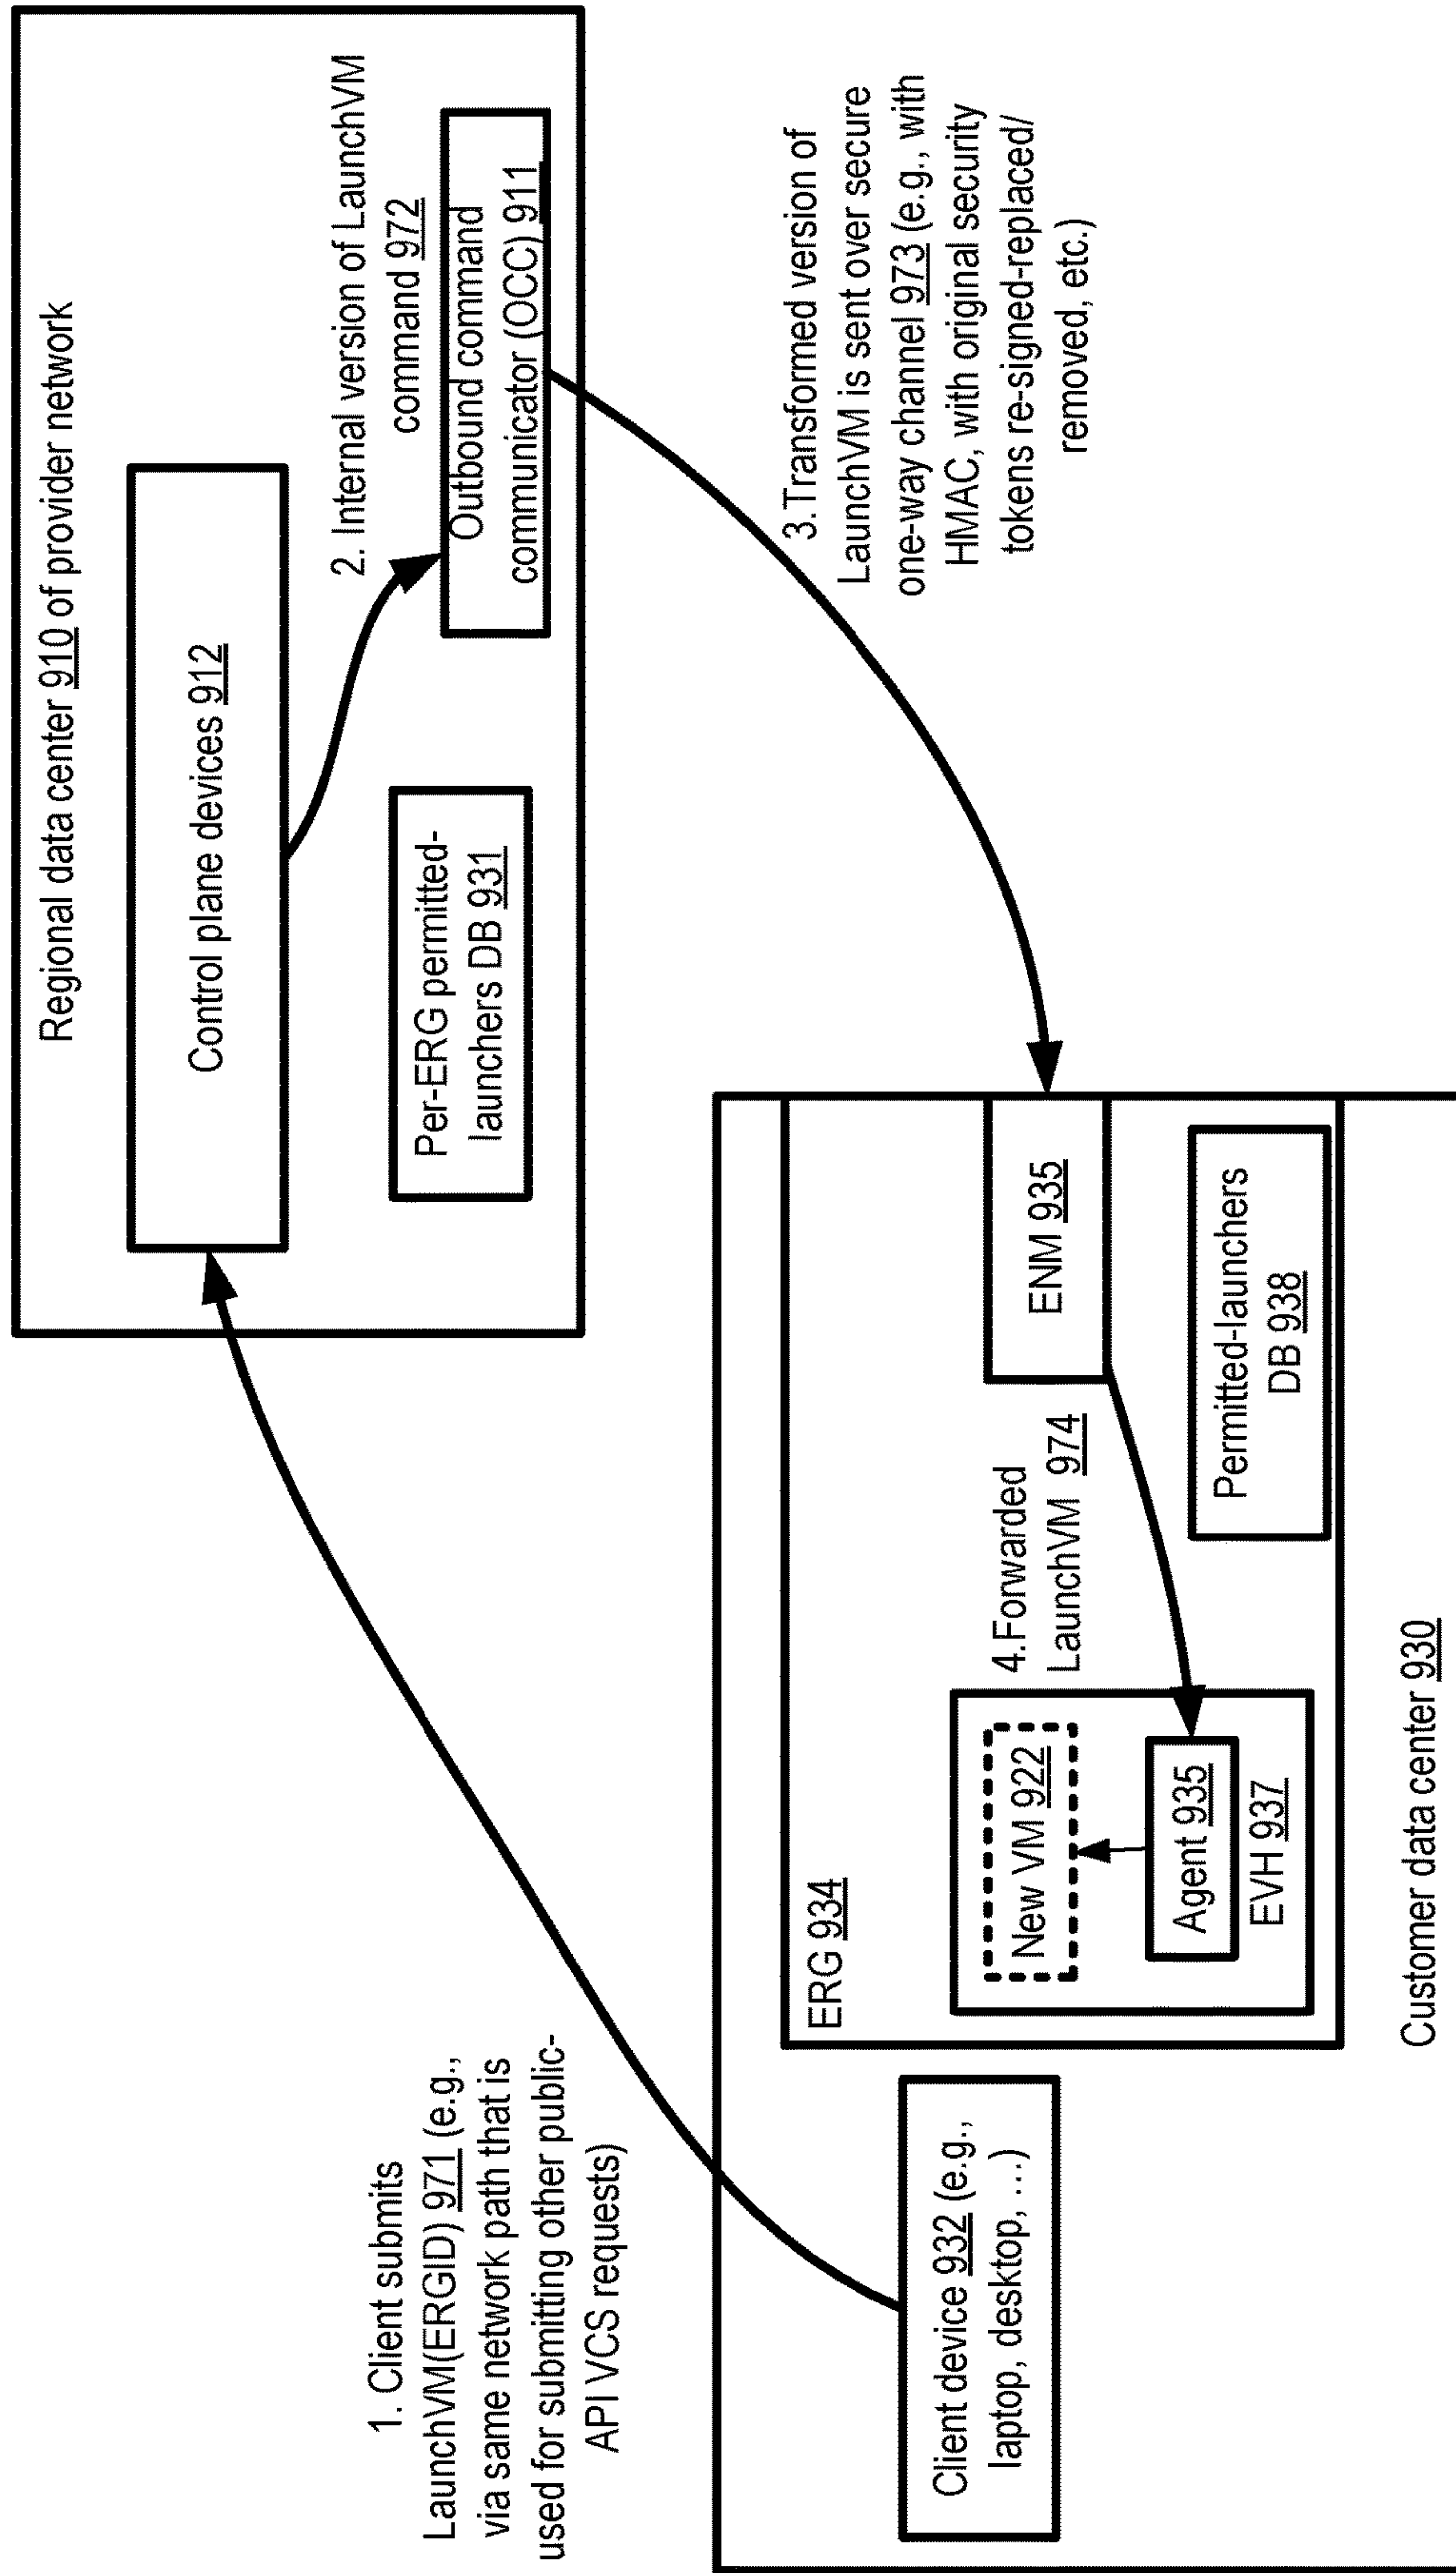 Regional data center 910 of provider network
Control plane devices 912
2. Internal version of LaunchVM
command 972
Per-ERG permitted-
launchers DB 931
Outbound command
communicator (OCC) 911
1. Client submits
LaunchVM(ERGID) 971 (e.g.,
via same network path that is
used for submitting other public-
API VCS requests)
3.Transformed version of
LaunchVM is sent over secure
one-way channel 973 (e.g., with
HMAC, with original security
tokens re-signed-replaced/
removed, etc.)
Client device 932 (e.g.,
laptop, desktop, …)
ERG 934
New VM 922
Agent 935
EVH 937
4.Forwarded
LaunchVM 974
ENM 935
Permitted-launchers
DB 938
Customer data center 930